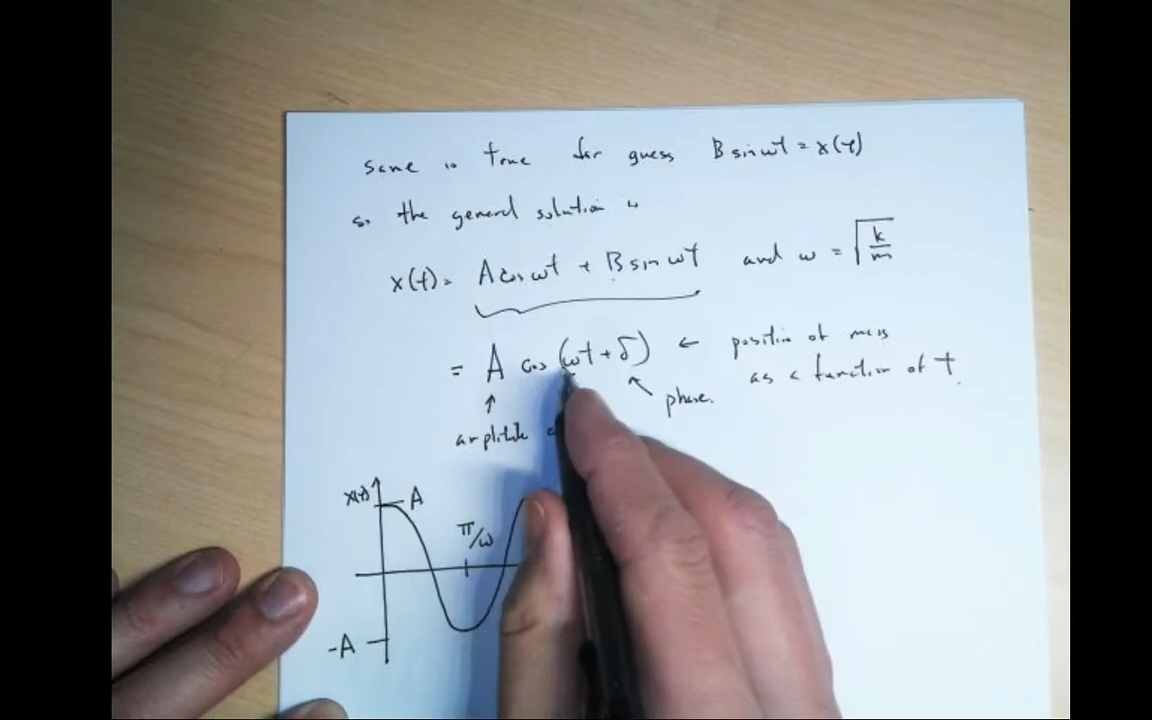 Same is true for guess B sin ωt = x(t)
so the general solution is
x(t) = A cos ωt + B sin ωt and ω = √(k/m)
= A cos (ωt + δ) ← position of mass
as a function of t.
↑ ↖ phase.
amplitude
x(t) A
π/ω
-A